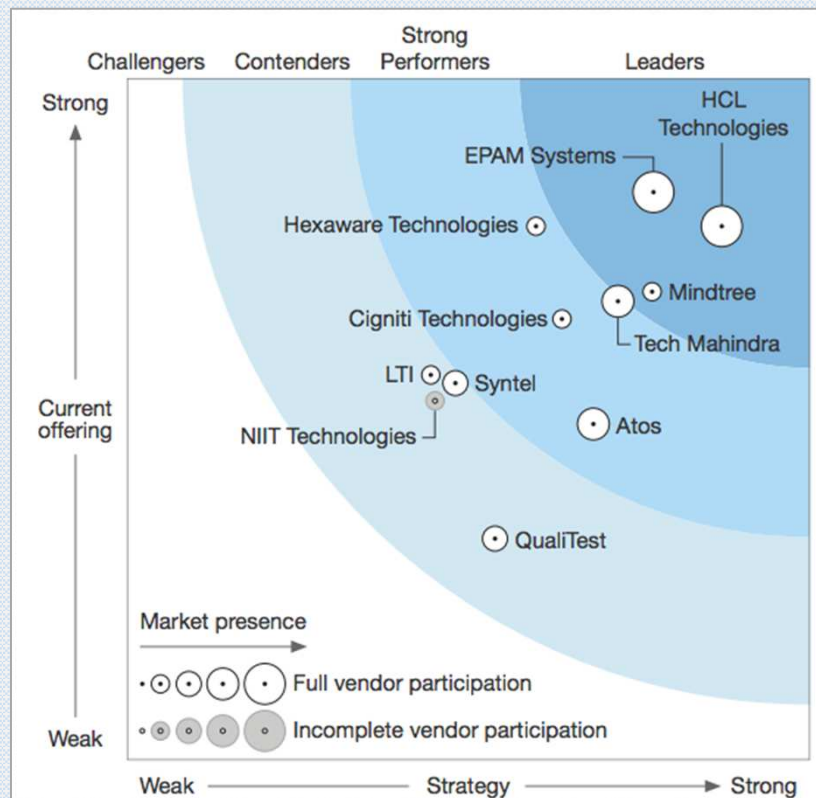 Challengers
Contenders
Strong
Performers
Leaders
Strong
HCL
Technologies
EPAM Systems
Hexaware Technologies
Mindtree
Cigniti Technologies
Tech Mahindra
LTI
Syntel
Current
offering
NIIT Technologies
Atos
QualiTest
Market presence
Full vendor participation
Incomplete vendor participation
Weak
Weak
Strategy
Strong